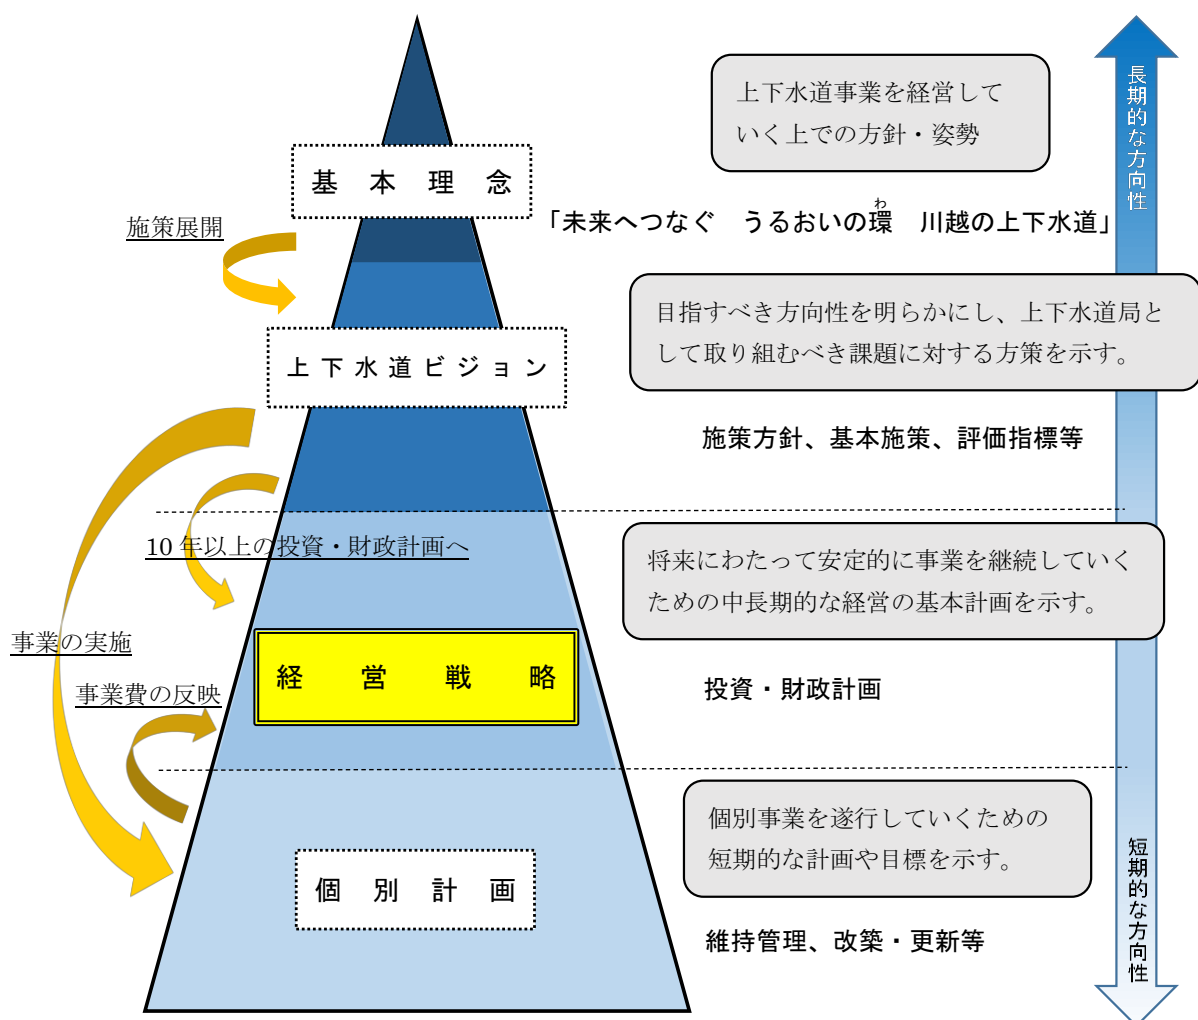 上下水道事業を経営して
いく上での方針・姿勢
長期的な方向性
基本理念
施策展開
わ
「未来へつなぐ　うるおいの環　川越の上下水道」
目指すべき方向性を明らかにし、上下水道局と
して取り組むべき課題に対する方策を示す。
上下水道ビジョン
施策方針、基本施策、評価指標等
10年以上の投資・財政計画へ
将来にわたって安定的に事業を継続していく
ための中長期的な経営の基本計画を示す。
事業の実施
経営戦略
事業費の反映
投資・財政計画
個別事業を遂行していくための
短期的な計画や目標を示す。
個別計画
維持管理、改築・更新等
短期的な方向性